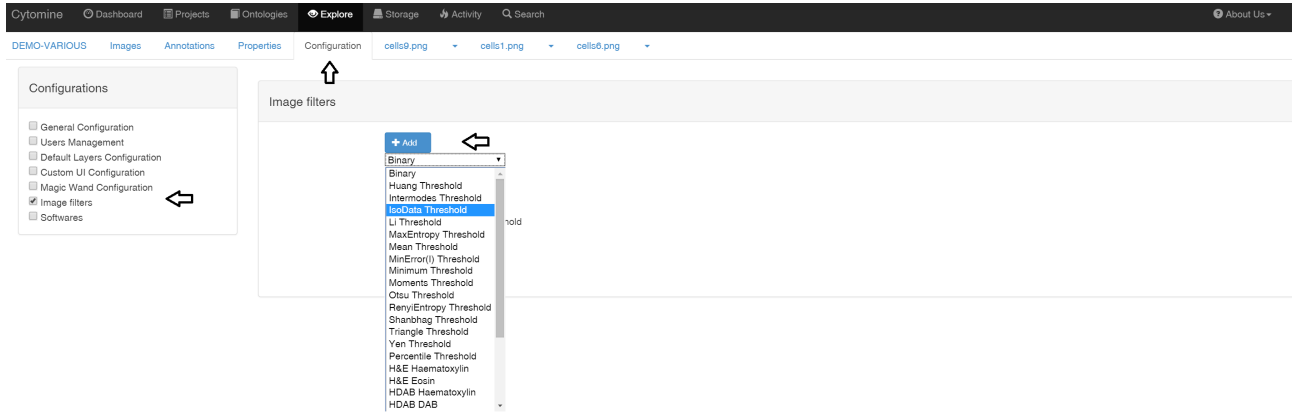 Cytomine Dashboard Projects Ontologies Explore Storage Activity Search About Us
DEMO-VARIOUS Images Annotations Properties Configuration cells9.png cells1.png cells6.png
Configurations
General Configuration
Users Management
Default Layers Configuration
Custom UI Configuration
Magic Wand Configuration
Image filters
Softwares
Image filters
+ Add
Binary
Binary
Huang Threshold
Intermodes Threshold
IsoData Threshold
Li Threshold
MaxEntropy Threshold
Mean Threshold
MinError(I) Threshold
Minimum Threshold
Moments Threshold
Otsu Threshold
RenyiEntropy Threshold
Shanbhag Threshold
Triangle Threshold
Yen Threshold
Percentile Threshold
H&E Haematoxylin
H&E Eosin
HDAB Haematoxylin
HDAB DAB